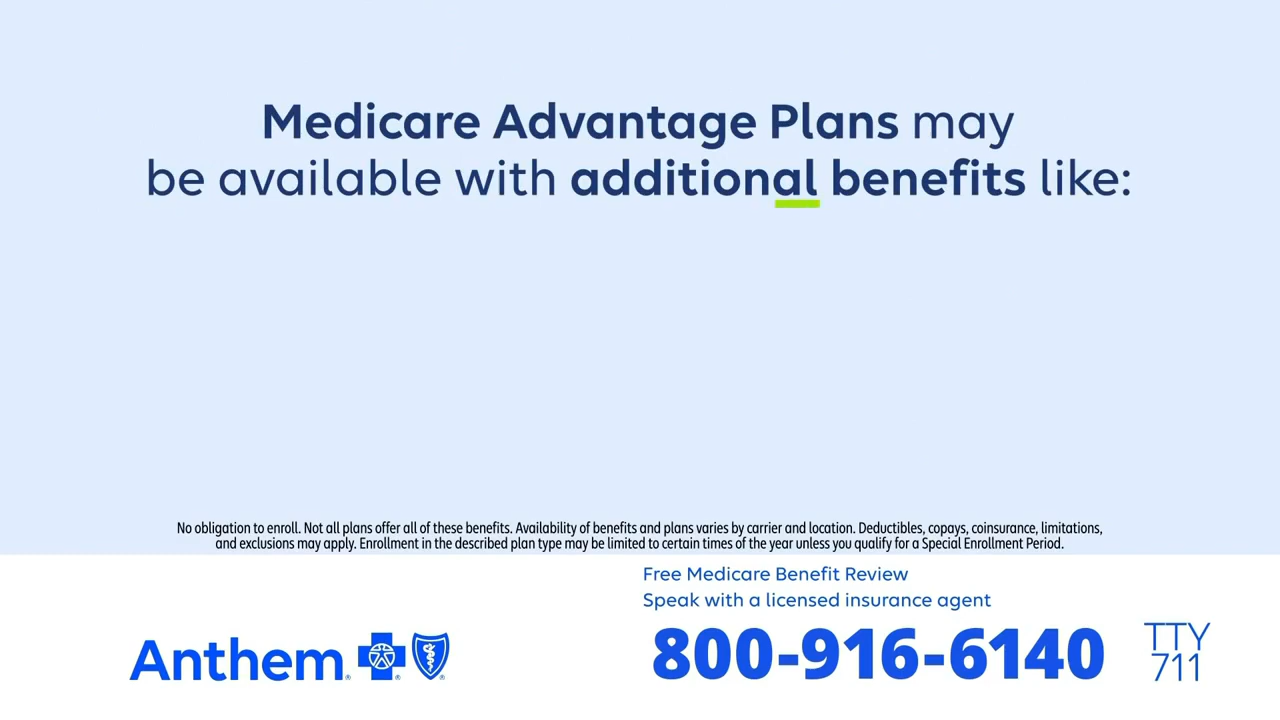 Medicare Advantage Plans may
be available with additional benefits like:
No obligation to enroll. Not all plans offer all of these benefits. Availability of benefits and plans varies by carrier and location. Deductibles, copays, coinsurance, limitations,
and exclusions may apply. Enrollment in the described plan type may be limited to certain times of the year unless you qualify for a Special Enrollment Period.
Free Medicare Benefit Review
Speak with a licensed insurance agent
Anthem®
800-916-6140
TTY
711